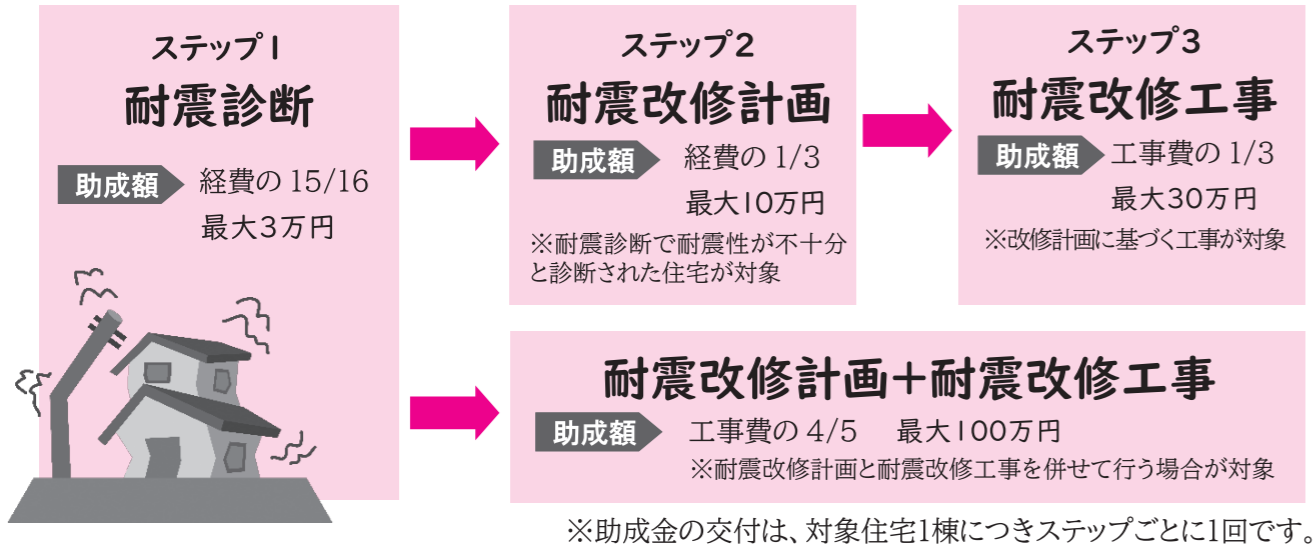 ステップ1
耐震診断
助成額 経費の 15/16
最大3万円
ステップ2
耐震改修計画
助成額 経費の 1/3
最大10万円
※耐震診断で耐震性が不十分
と診断された住宅が対象
ステップ3
耐震改修工事
助成額 工事費の 1/3
最大30万円
※改修計画に基づく工事が対象
耐震改修計画＋耐震改修工事
助成額 工事費の 4/5 最大100万円
※耐震改修計画と耐震改修工事を併せて行う場合が対象
※助成金の交付は、対象住宅1棟につきステップごとに1回です。